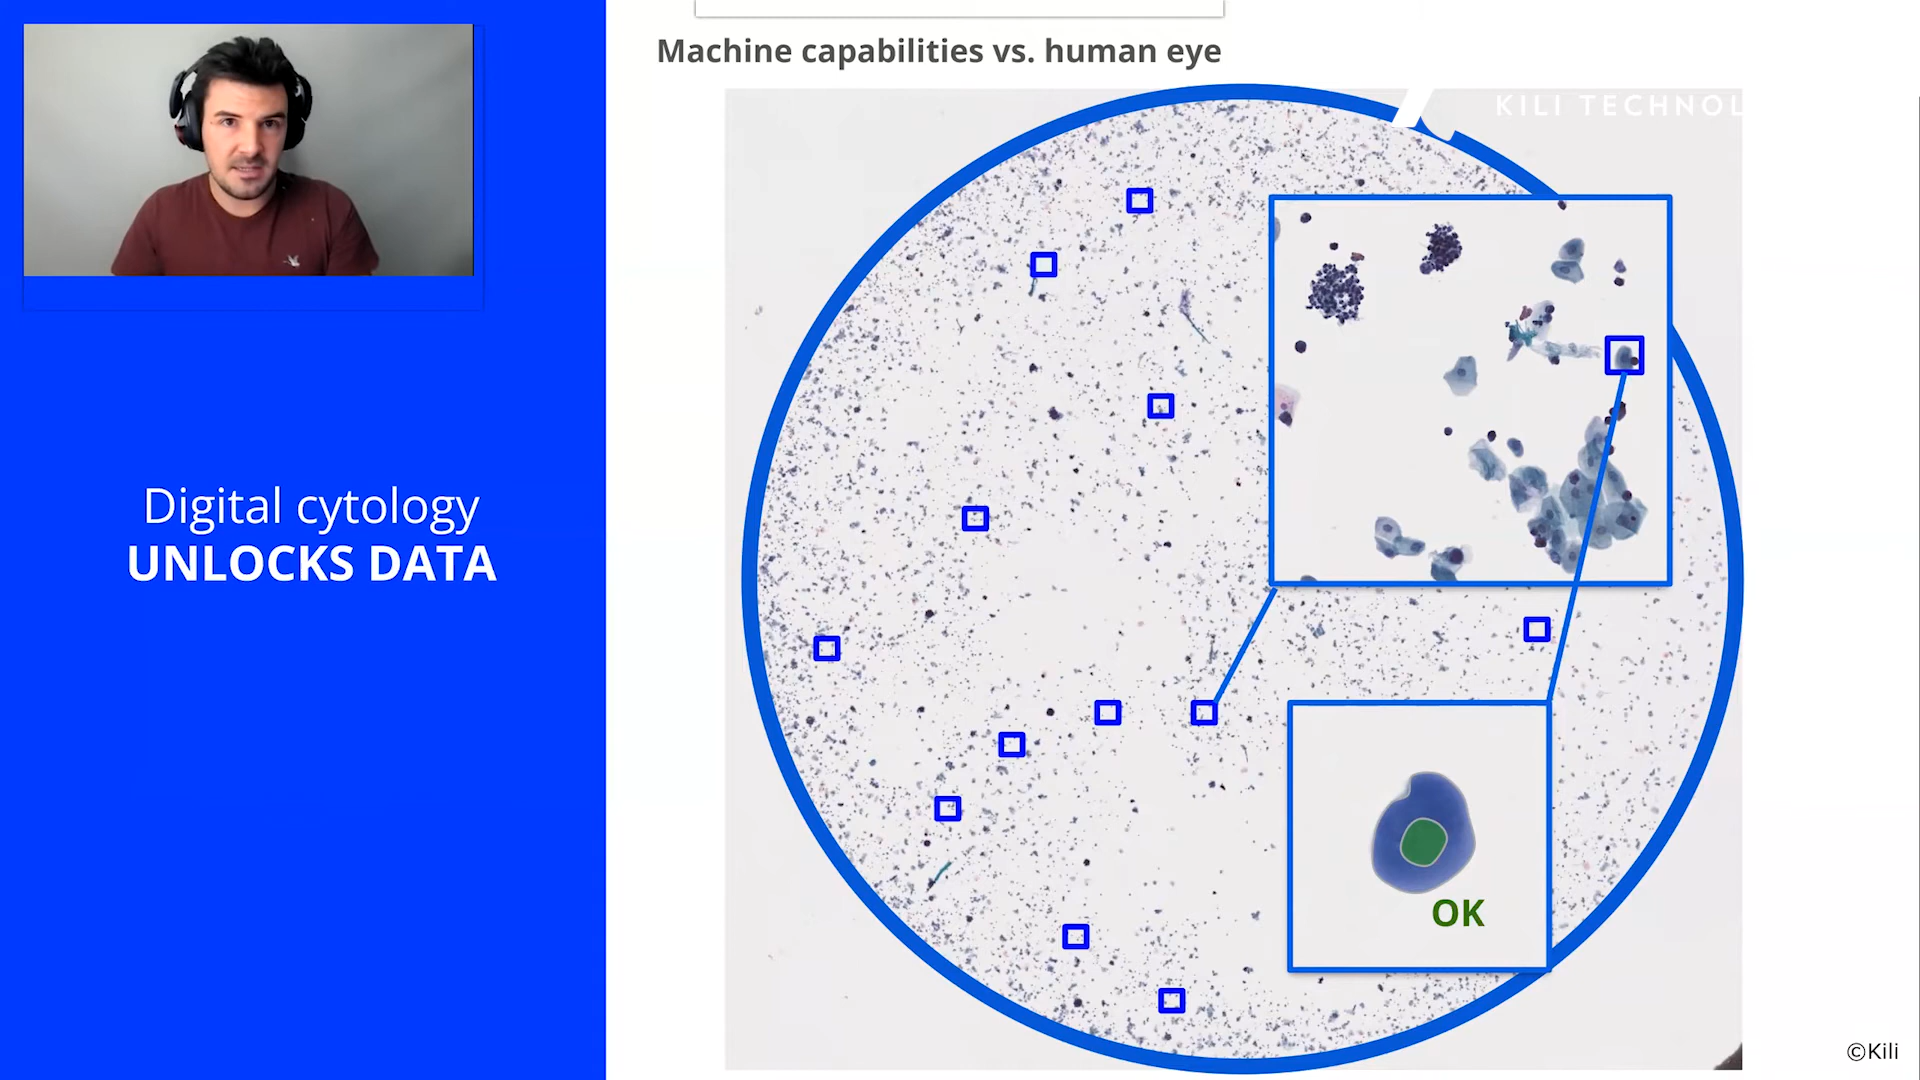 Machine capabilities vs. human eye
KILI TECHNOL
Digital cytology
UNLOCKS DATA
OK
©Kili